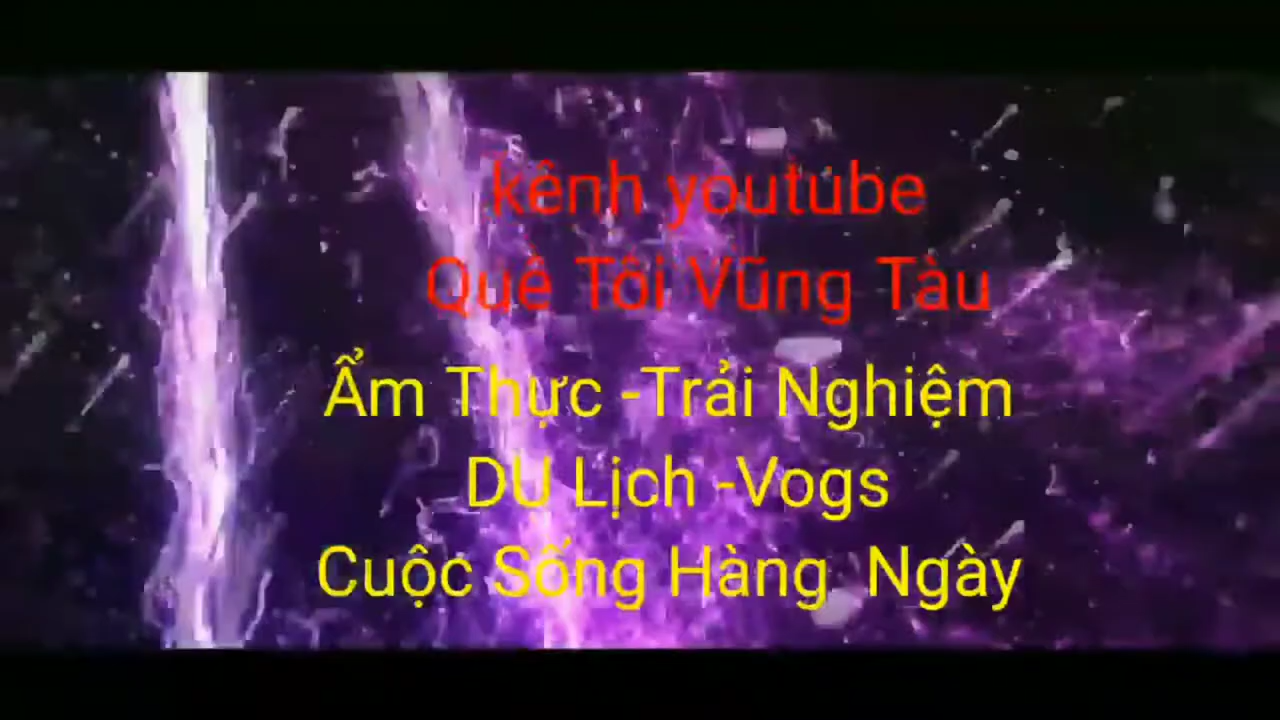 kênh youtube
Quê Tôi Vũng Tàu
Ẩm Thực -Trải Nghiệm
DU Lịch -Vogs
Cuộc Sống Hàng Ngày